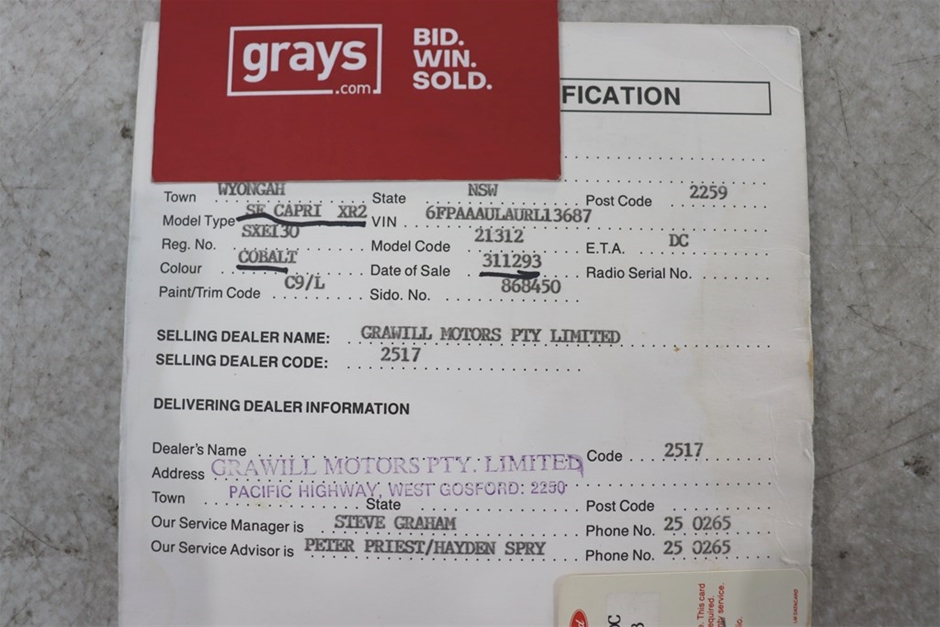 grays
.com
BID.
WIN.
SOLD.
FICATION
Town WYONGAH State NSW Post Code 2259
Model Type SE CAPRI XR2 VIN 6FPAAAULAURL13687
Reg. No. SXE130 Model Code 21312 E.T.A. DC
Colour COBALT Date of Sale 311293 Radio Serial No.
Paint/Trim Code C9/L Sido. No. 868450
SELLING DEALER NAME: GRAWILL MOTORS PTY LIMITED
SELLING DEALER CODE: 2517
DELIVERING DEALER INFORMATION
Dealer's Name Code 2517
Address GRAWILL MOTORS PTY. LIMITED
PACIFIC HIGHWAY, WEST GOSFORD: 2250
Town State Post Code
Our Service Manager is STEVE GRAHAM Phone No. 25 0265
Our Service Advisor is PETER PRIEST/HAYDEN SPRY Phone No. 25 0265
This card
service.